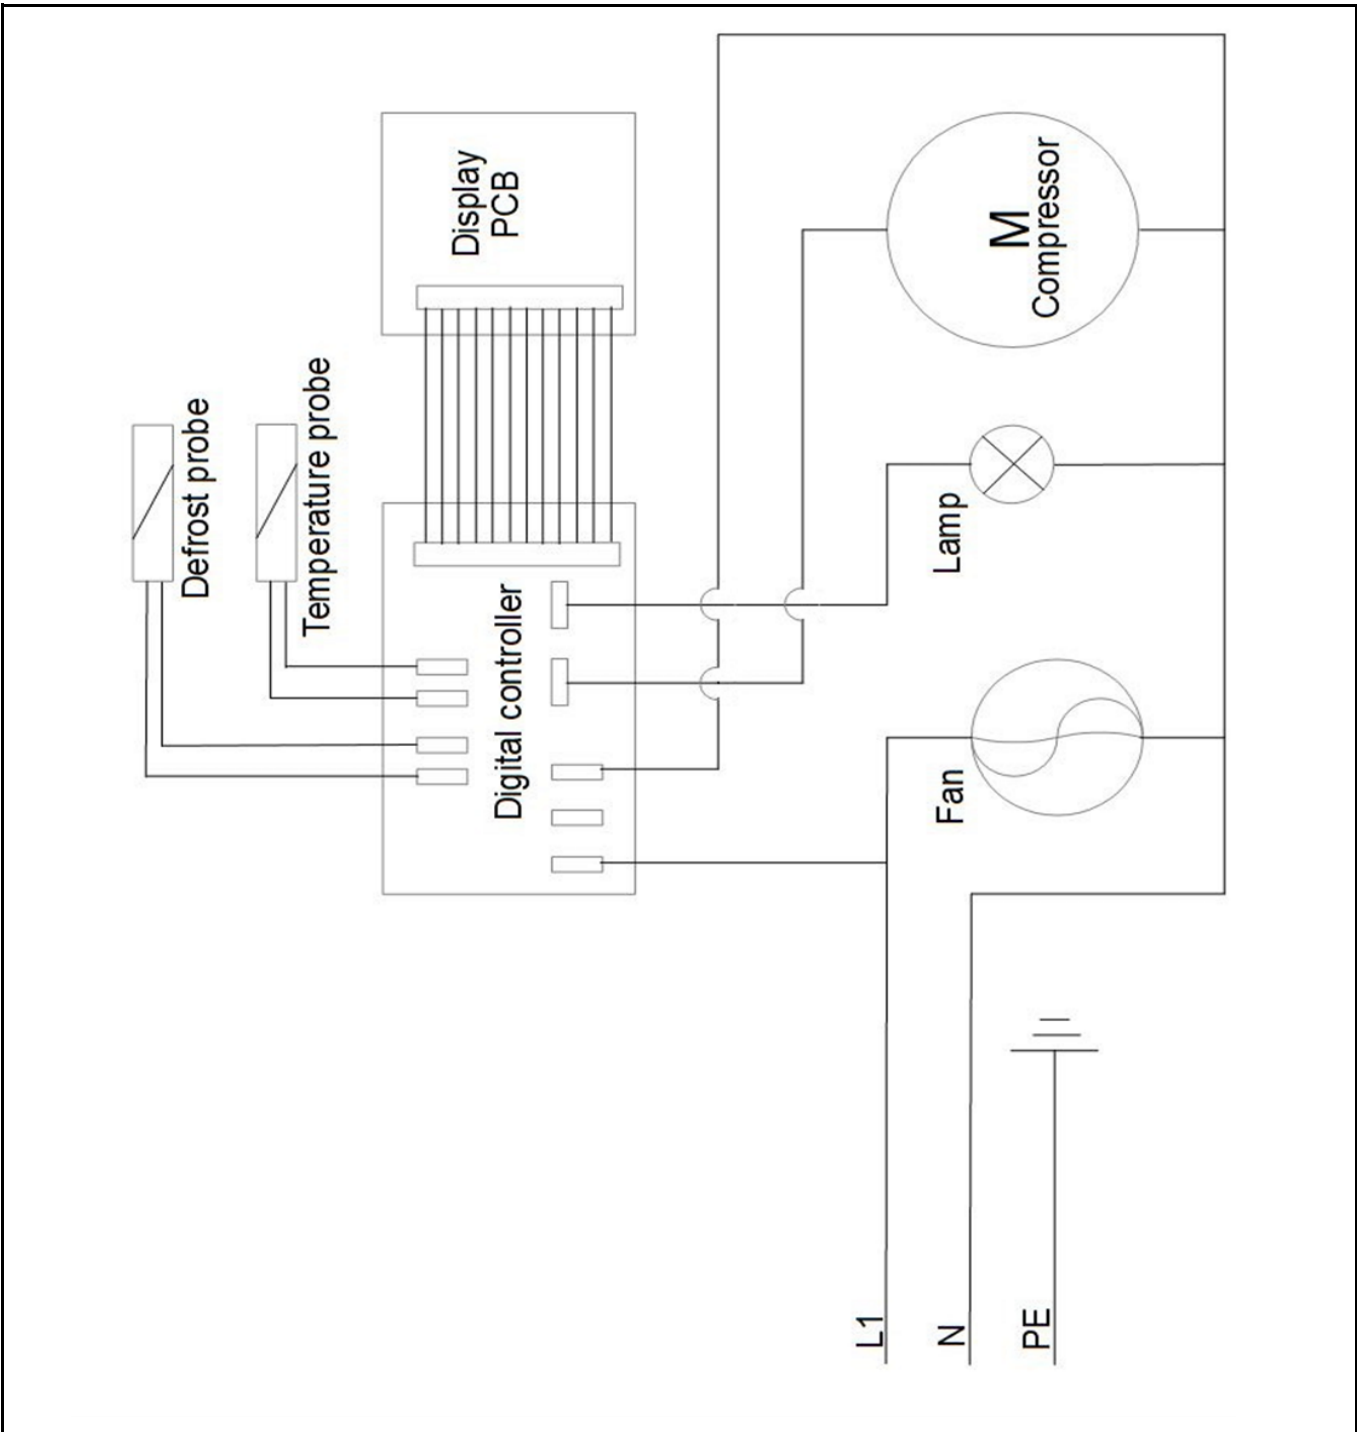 Display
PCB
M
Compressor
Defrost probe
Temperature probe
Digital controller
Lamp
Fan
L1
N
PE